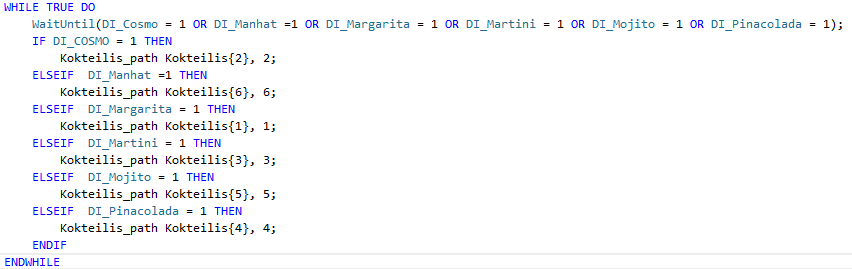 WHILE TRUE DO
    WaitUntil(DI_Cosmo = 1 OR DI_Manhat =1 OR DI_Margarita = 1 OR DI_Martini = 1 OR DI_Mojito = 1 OR DI_Pinacolada = 1);
    IF DI_COSMO = 1 THEN
        Kokteilis_path Kokteilis{2}, 2;
    ELSEIF  DI_Manhat =1 THEN
        Kokteilis_path Kokteilis{6}, 6;
    ELSEIF  DI_Margarita = 1 THEN
        Kokteilis_path Kokteilis{1}, 1;
    ELSEIF  DI_Martini = 1 THEN
        Kokteilis_path Kokteilis{3}, 3;
    ELSEIF  DI_Mojito = 1 THEN
        Kokteilis_path Kokteilis{5}, 5;
    ELSEIF  DI_Pinacolada = 1 THEN
        Kokteilis_path Kokteilis{4}, 4;
    ENDIF
ENDWHILE